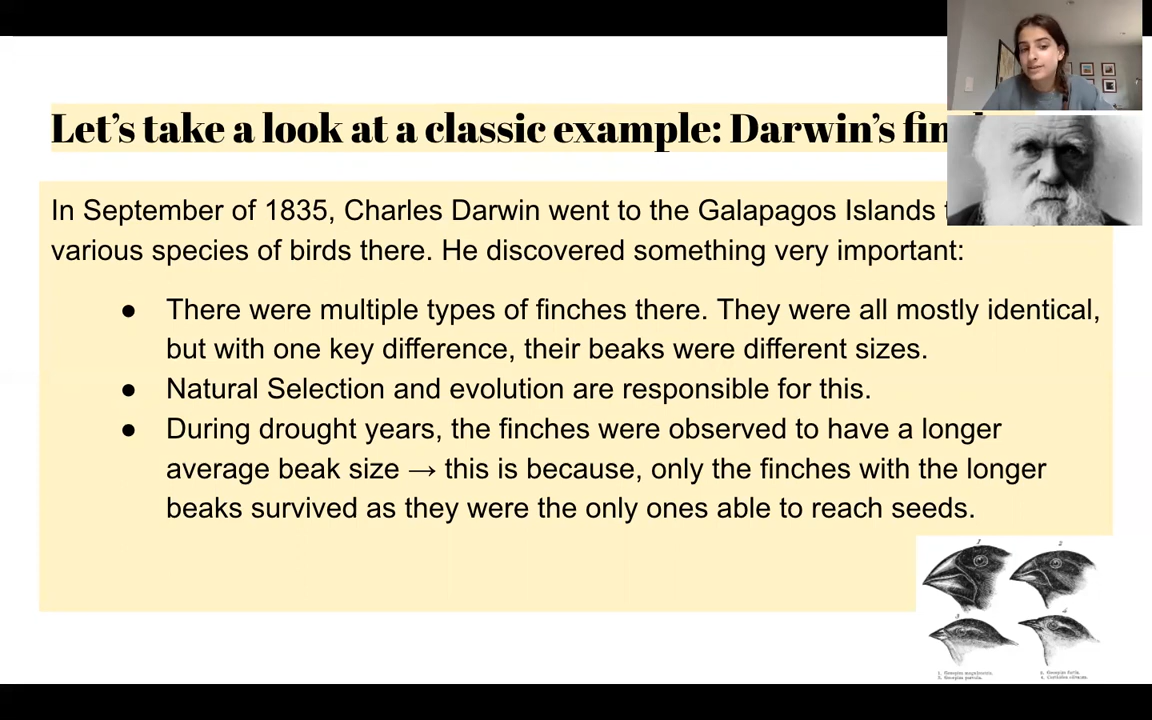 Let's take a look at a classic example: Darwin's
In September of 1835, Charles Darwin went to the Galapagos Islands
various species of birds there. He discovered something very important:
● There were multiple types of finches there. They were all mostly identical,
but with one key difference, their beaks were different sizes.
● Natural Selection and evolution are responsible for this.
● During drought years, the finches were observed to have a longer
average beak size → this is because, only the finches with the longer
beaks survived as they were the only ones able to reach seeds.